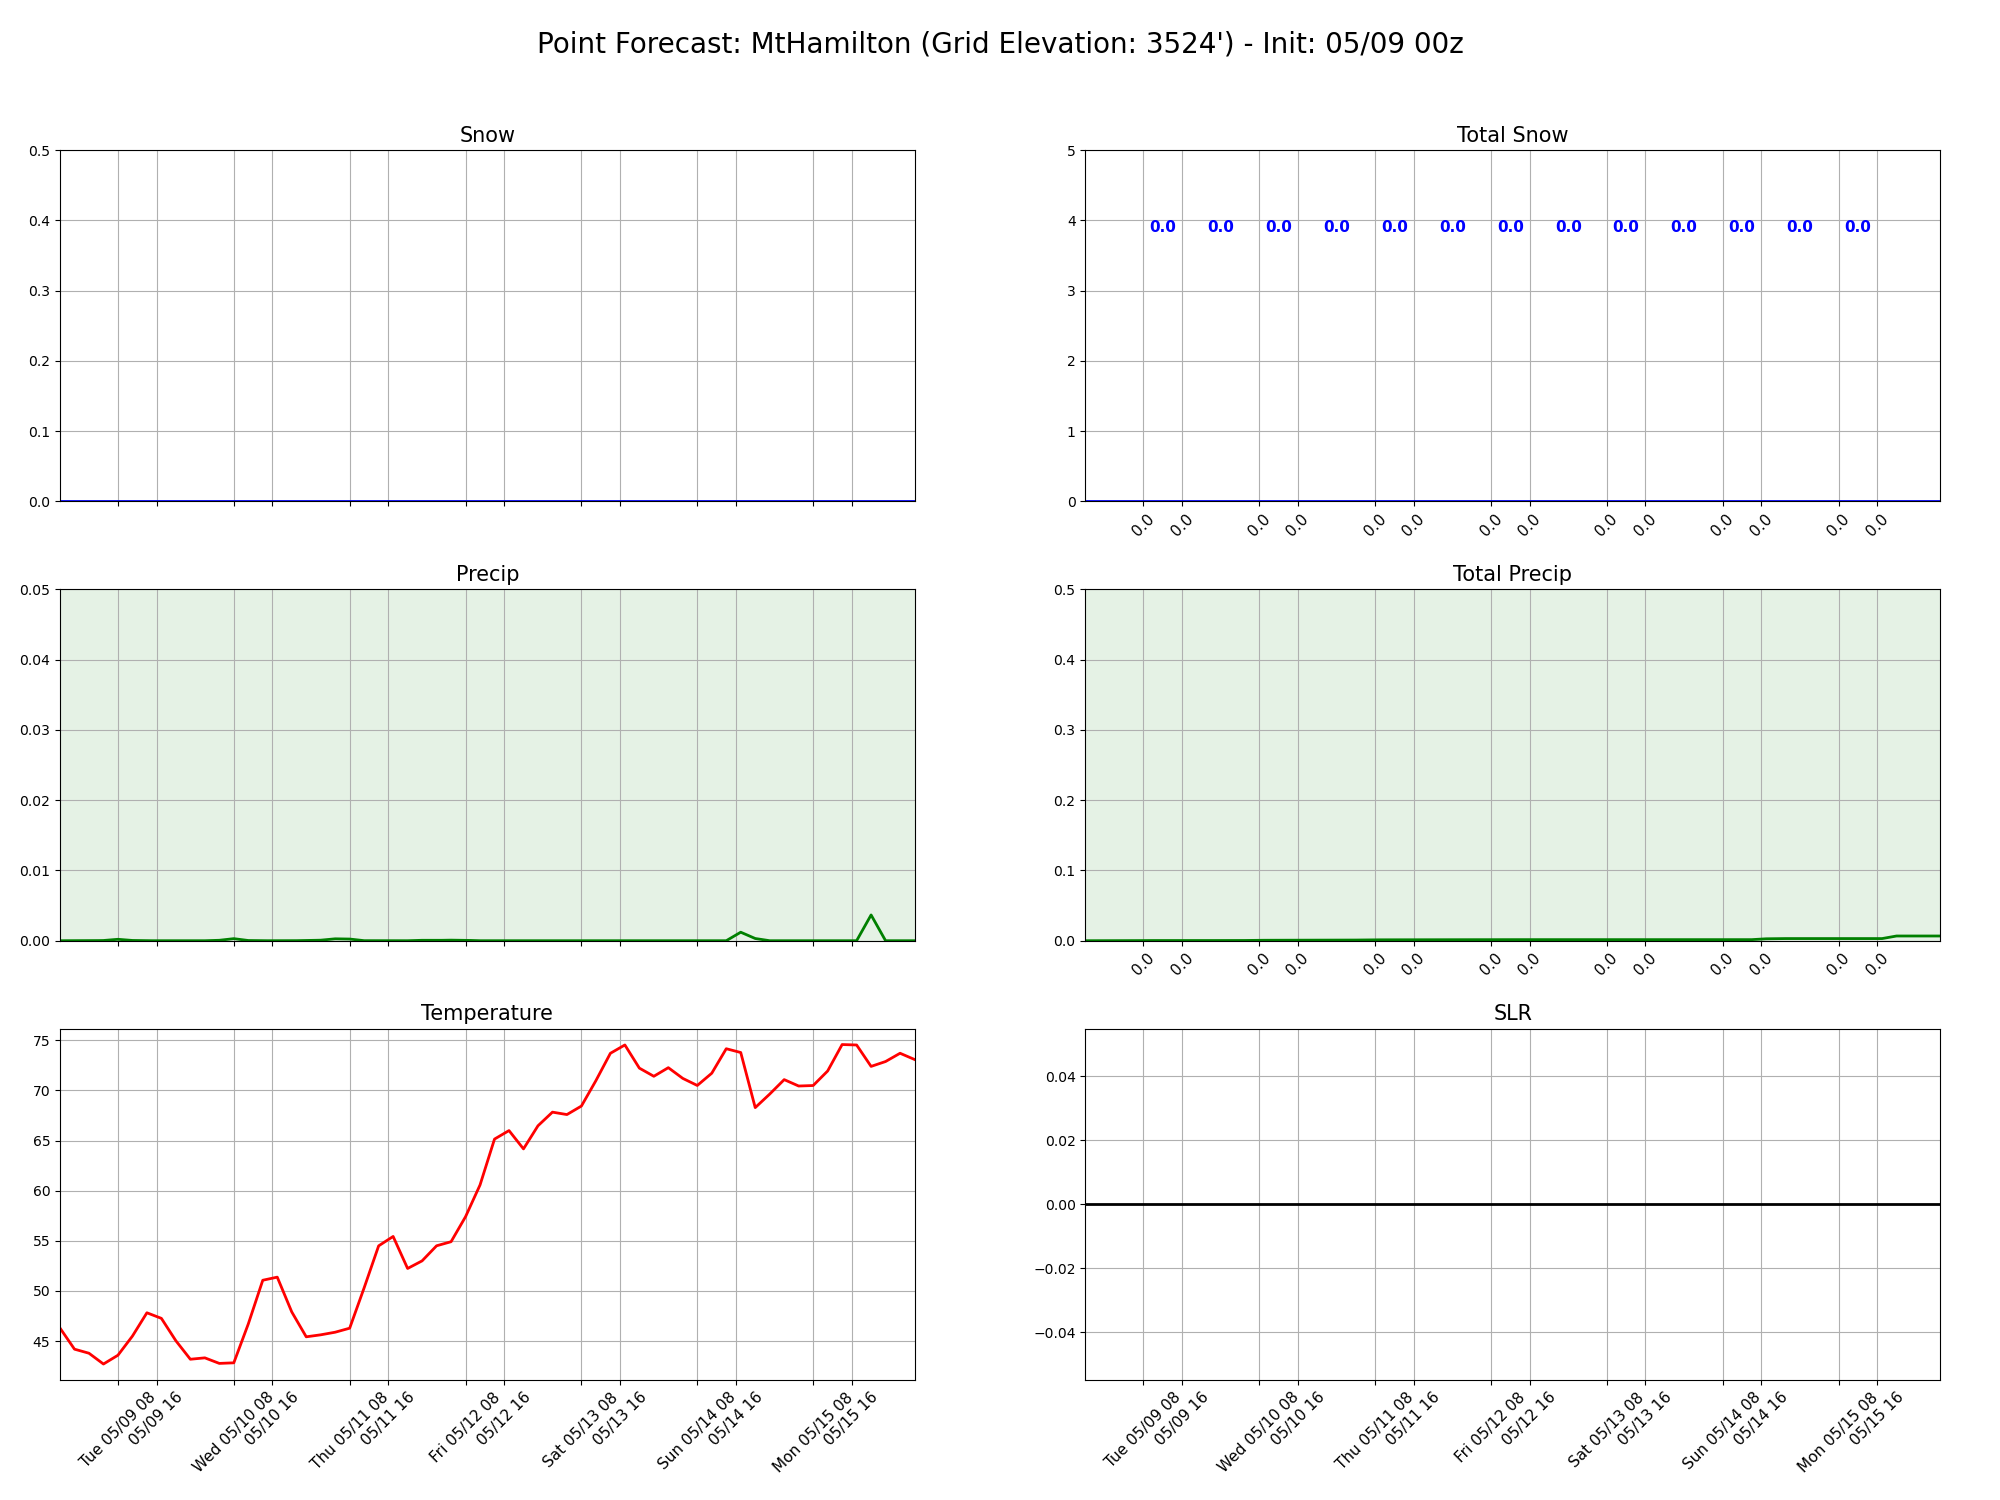 Point Forecast: MtHamilton (Grid Elevation: 3524') - Init: 05/09 00z
Snow
0.5
0.4
0.3
0.2
0.1
0.0
Total Snow
5
4
3
2
1
0
0.0 0.0 0.0 0.0 0.0 0.0 0.0 0.0 0.0 0.0 0.0 0.0 0.0
0.0 0.0 0.0 0.0 0.0 0.0 0.0 0.0 0.0 0.0 0.0 0.0 0.0 0.0
Precip
0.05
0.04
0.03
0.02
0.01
0.00
Total Precip
0.5
0.4
0.3
0.2
0.1
0.0
0.0 0.0 0.0 0.0 0.0 0.0 0.0 0.0 0.0 0.0 0.0 0.0 0.0 0.0
Temperature
75
70
65
60
55
50
45
Tue 05/09 08
05/09 16
Wed 05/10 08
05/10 16
Thu 05/11 08
05/11 16
Fri 05/12 08
05/12 16
Sat 05/13 08
05/13 16
Sun 05/14 08
05/14 16
Mon 05/15 08
05/15 16
SLR
0.04
0.02
0.00
−0.02
−0.04
Tue 05/09 08
05/09 16
Wed 05/10 08
05/10 16
Thu 05/11 08
05/11 16
Fri 05/12 08
05/12 16
Sat 05/13 08
05/13 16
Sun 05/14 08
05/14 16
Mon 05/15 08
05/15 16